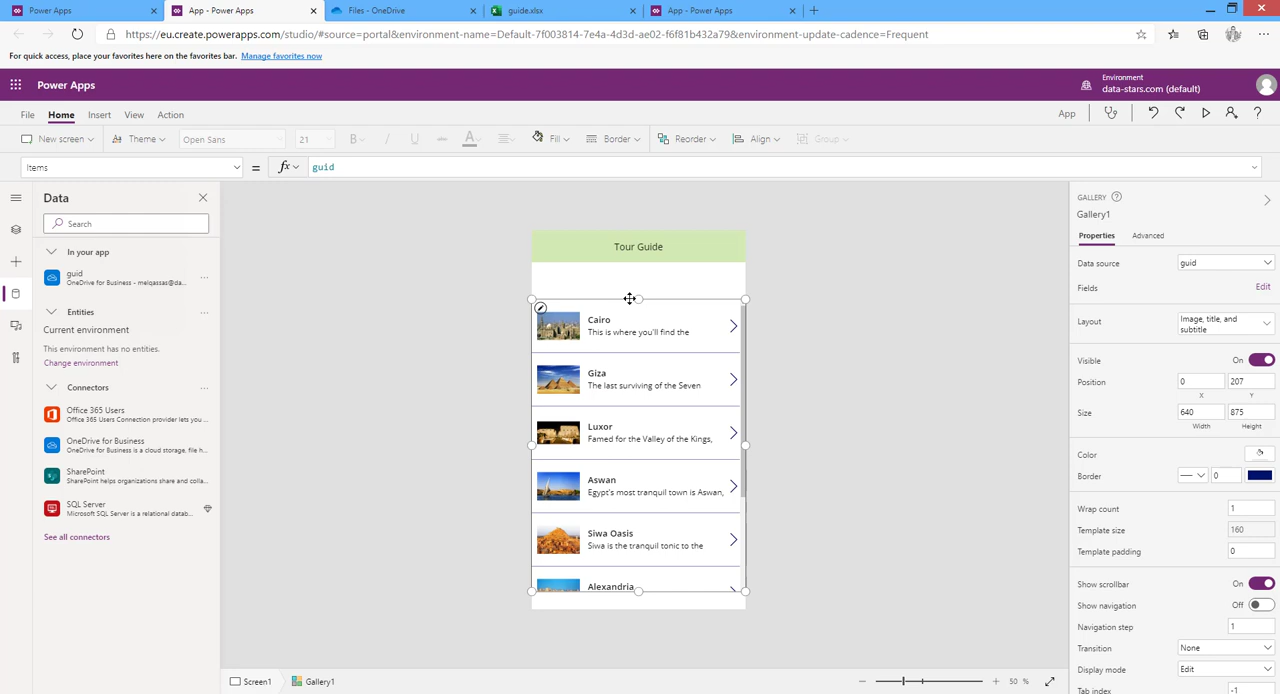 Power Apps
App - Power Apps
Files - OneDrive
guide.xlsx
App - Power Apps
https://eu.create.powerapps.com/studio/#source=portal&environment-name=Default-7f003814-7e4a-4d3d-ae02-f6f81b432a79&environment-update-cadence=Frequent
For quick access, place your favorites here on the favorites bar. Manage favorites now
Power Apps
Environment
data-stars.com (default)
File Home Insert View Action
App
New screen Theme Open Sans 21 B / U A Fill Border Reorder Align Group
Items = fx guid
Data
Search
In your app
guid
OneDrive for Business - melqassas@da...
Entities
Current environment
This environment has no entities.
Change environment
Connectors
Office 365 Users
Office 365 Users Connection provider lets you ...
OneDrive for Business
OneDrive for Business is a cloud storage, file h...
SharePoint
SharePoint helps organizations share and colla...
SQL Server
Microsoft SQL Server is a relational datab...
See all connectors
Tour Guide
Cairo
This is where you'll find the
Giza
The last surviving of the Seven
Luxor
Famed for the Valley of the Kings,
Aswan
Egypt's most tranquil town is Aswan,
Siwa Oasis
Siwa is the tranquil tonic to the
Alexandria
GALLERY
Gallery1
Properties Advanced
Data source guid
Fields Edit
Layout Image, title, and subtitle
Visible On
Position 0 207
X Y
Size 640 875
Width Height
Color
Border 0
Wrap count 1
Template size 160
Template padding 0
Show scrollbar On
Show navigation Off
Navigation step 1
Transition None
Display mode Edit
Tab index -1
Screen1 Gallery1
50 %